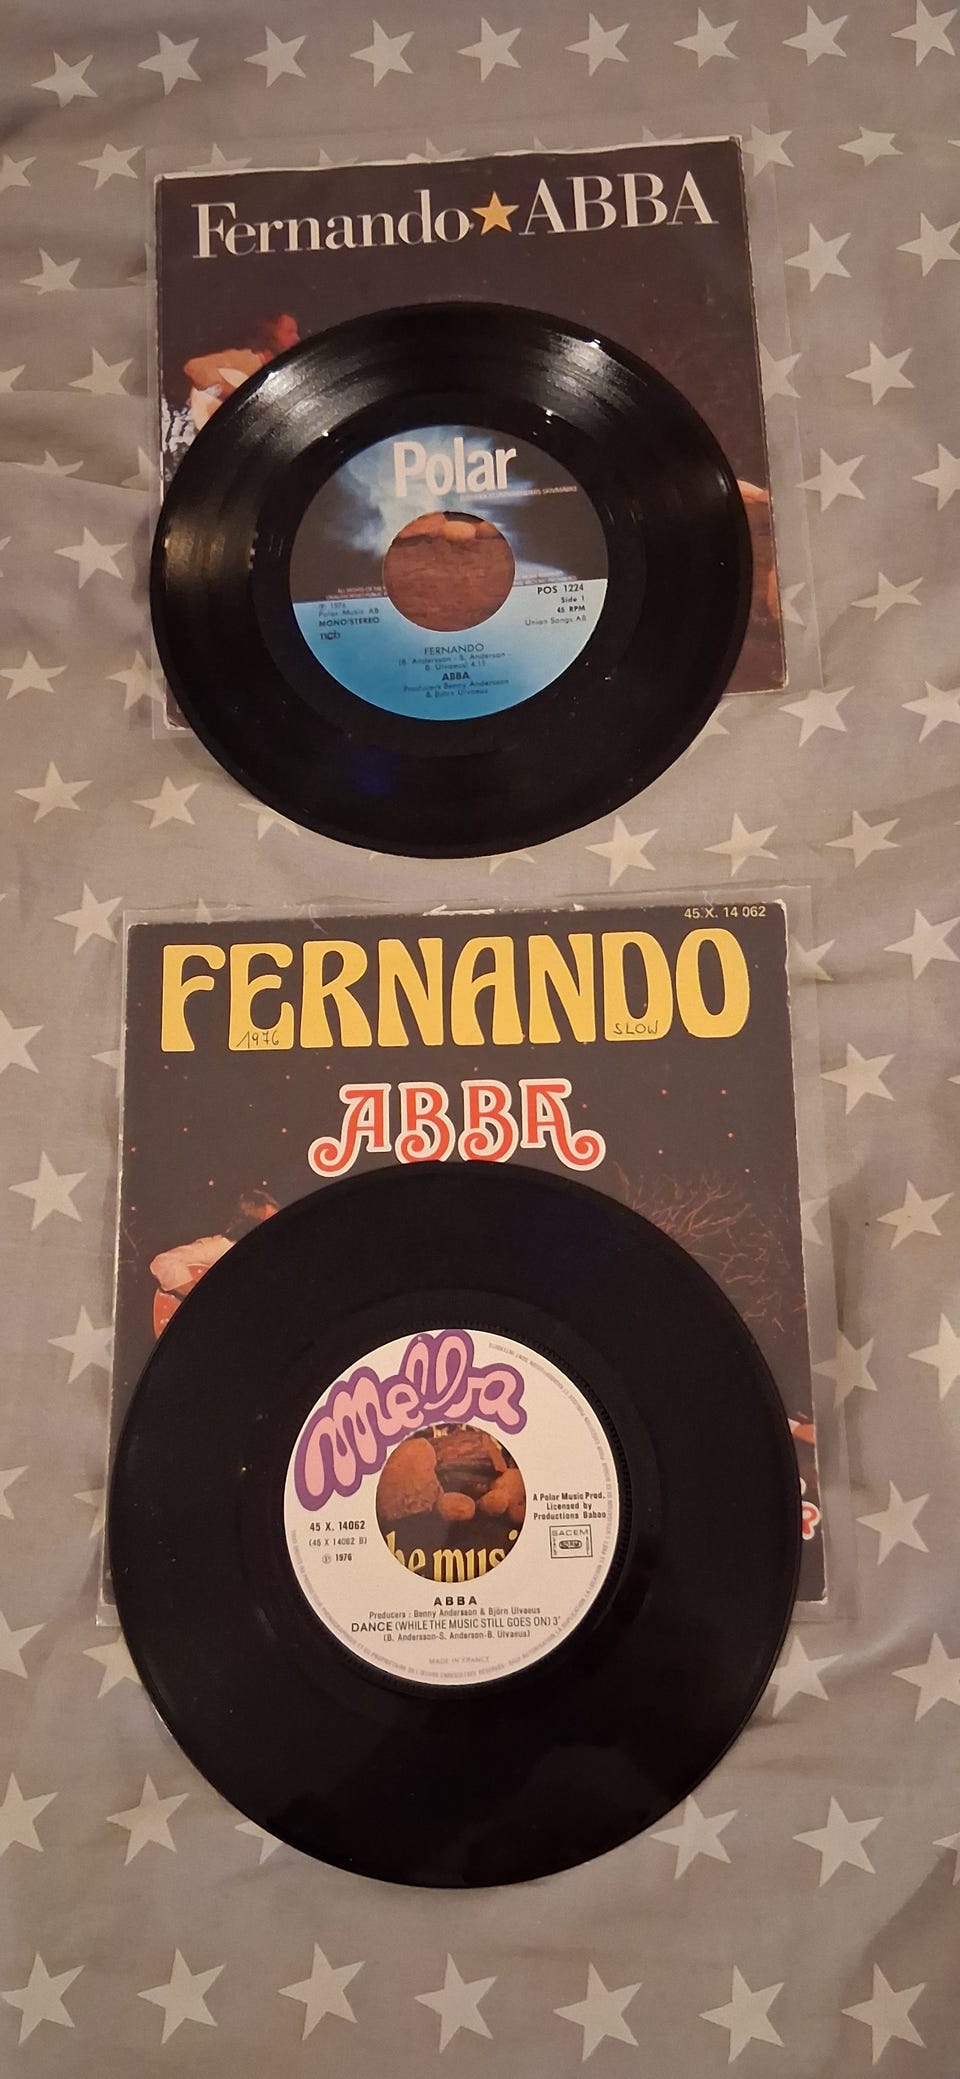 Fernando ★ ABBA
Polar
POS 1224
Side 1
45 RPM
Union Songs AB
℗ 1976
Polar Music AB
MONO/STEREO
ncb
FERNANDO
(B. Andersson - S. Anderson -
B. Ulvaeus) 4.15
ABBA
Producers Benny Andersson
& Björn Ulvaeus
45.X. 14 062
FERNANDO
1976
SLOW
ABBA
Melba
A Polar Music Prod.
Licensed by
Productions Baboo
45 X. 14062
(45 X 14062 B)
℗ 1976
SACEM
he musi
ABBA
Producers : Benny Andersson & Björn Ulvaeus
DANCE (WHILE THE MUSIC STILL GOES ON) 3'
(B. Andersson-S. Anderson-B. Ulvaeus)
MADE IN FRANCE